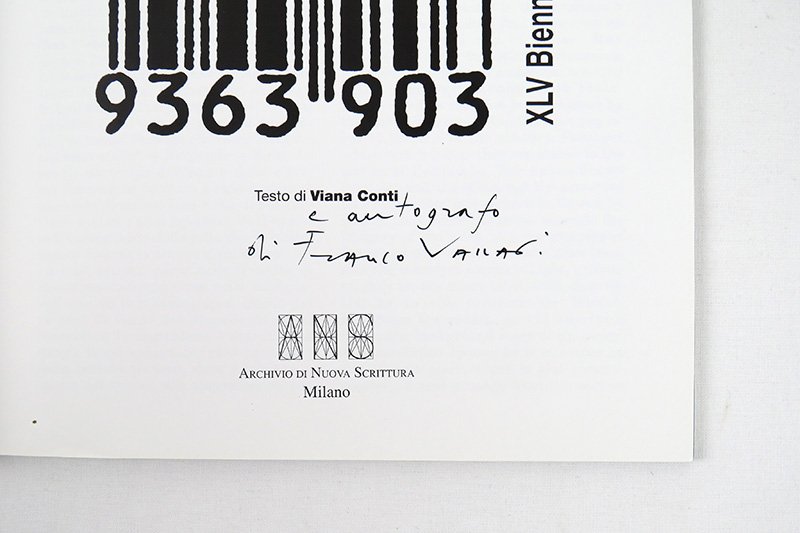 9363 903
XLV Bienn
Testo di Viana Conti
e autografo
di Franco Vaccari
ANS
ARCHIVIO DI NUOVA SCRITTURA
Milano